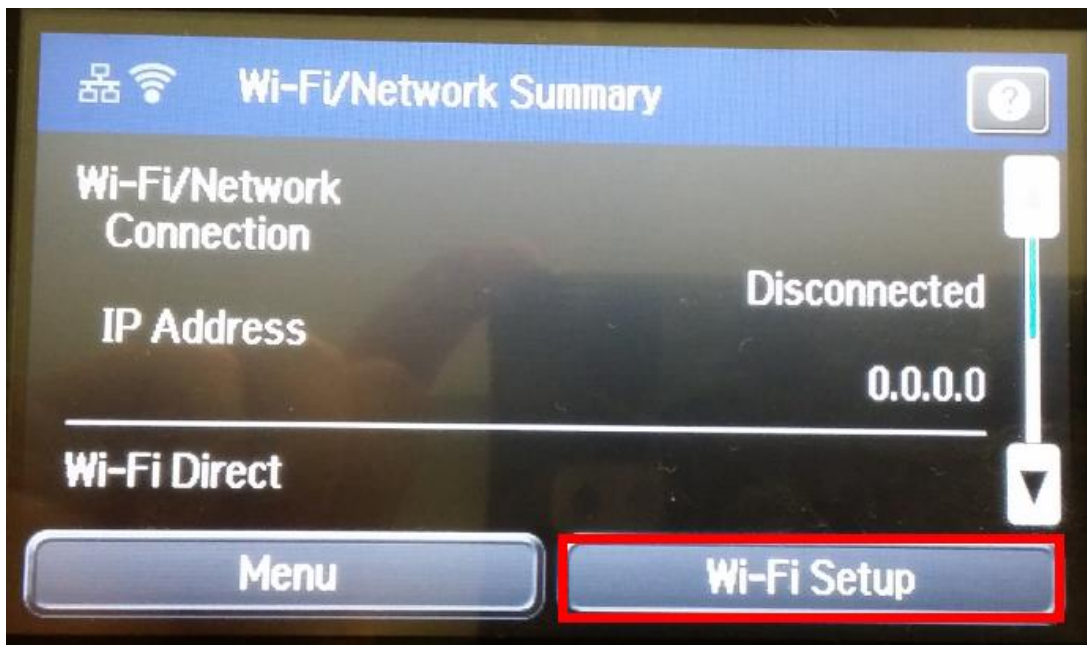 Wi-Fi/Network Summary
?
Wi-Fi/Network
Connection
Disconnected
IP Address
0.0.0.0
Wi-Fi Direct
Menu
Wi-Fi Setup